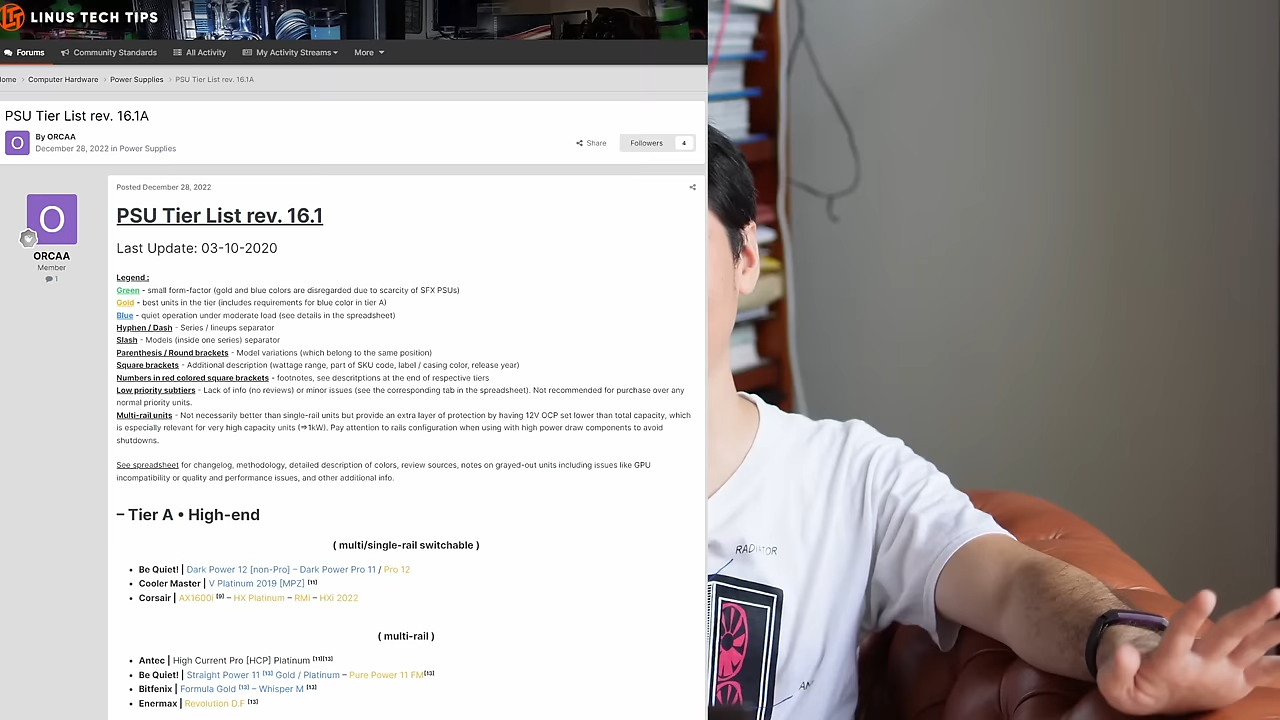 LINUS TECH TIPS
Forums Community Standards All Activity My Activity Streams More
ome > Computer Hardware > Power Supplies > PSU Tier List rev. 16.1A
PSU Tier List rev. 16.1A
O
By ORCAA
December 28, 2022 in Power Supplies
Share
Followers 4
Posted December 28, 2022
O
ORCAA
Member
1
PSU Tier List rev. 16.1
Last Update: 03-10-2020
Legend :
Green - small form-factor (gold and blue colors are disregarded due to scarcity of SFX PSUs)
Gold - best units in the tier (includes requirements for blue color in tier A)
Blue - quiet operation under moderate load (see details in the spreadsheet)
Hyphen / Dash - Series / lineups separator
Slash - Models (inside one series) separator
Parenthesis / Round brackets - Model variations (which belong to the same position)
Square brackets - Additional description (wattage range, part of SKU code, label / casing color, release year)
Numbers in red colored square brackets - footnotes, see descriptions at the end of respective tiers
Low priority subtiers - Lack of info (no reviews) or minor issues (see the corresponding tab in the spreadsheet). Not recommended for purchase over any
normal priority units.
Multi-rail units - Not necessarily better than single-rail units but provide an extra layer of protection by having 12V OCP set lower than total capacity, which
is especially relevant for very high capacity units (=>1kW). Pay attention to rails configuration when using with high power draw components to avoid
shutdowns.
See spreadsheet for changelog, methodology, detailed description of colors, review sources, notes on grayed-out units including issues like GPU
incompatibility or quality and performance issues, and other additional info.
– Tier A • High-end
( multi/single-rail switchable )
• Be Quiet! | Dark Power 12 [non-Pro] – Dark Power Pro 11 / Pro 12
• Cooler Master | V Platinum 2019 [MPZ] [11]
• Corsair | AX1600i [9] – HX Platinum – RMi – HXi 2022
( multi-rail )
• Antec | High Current Pro [HCP] Platinum [11][13]
• Be Quiet! | Straight Power 11 [13] Gold / Platinum – Pure Power 11 FM[13]
• Bitfenix | Formula Gold [13] – Whisper M [13]
• Enermax | Revolution D.F [13]
RADIATOR